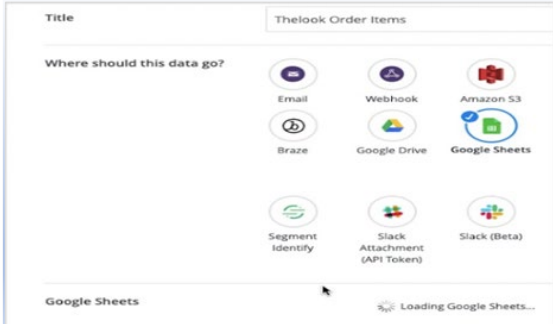 Title
Thelook Order Items
Where should this data go?
Email
Webhook
Amazon S3
Braze
Google Drive
Google Sheets
Segment
Identify
Slack
Attachment
(API Token)
Slack (Beta)
Google Sheets
Loading Google Sheets...